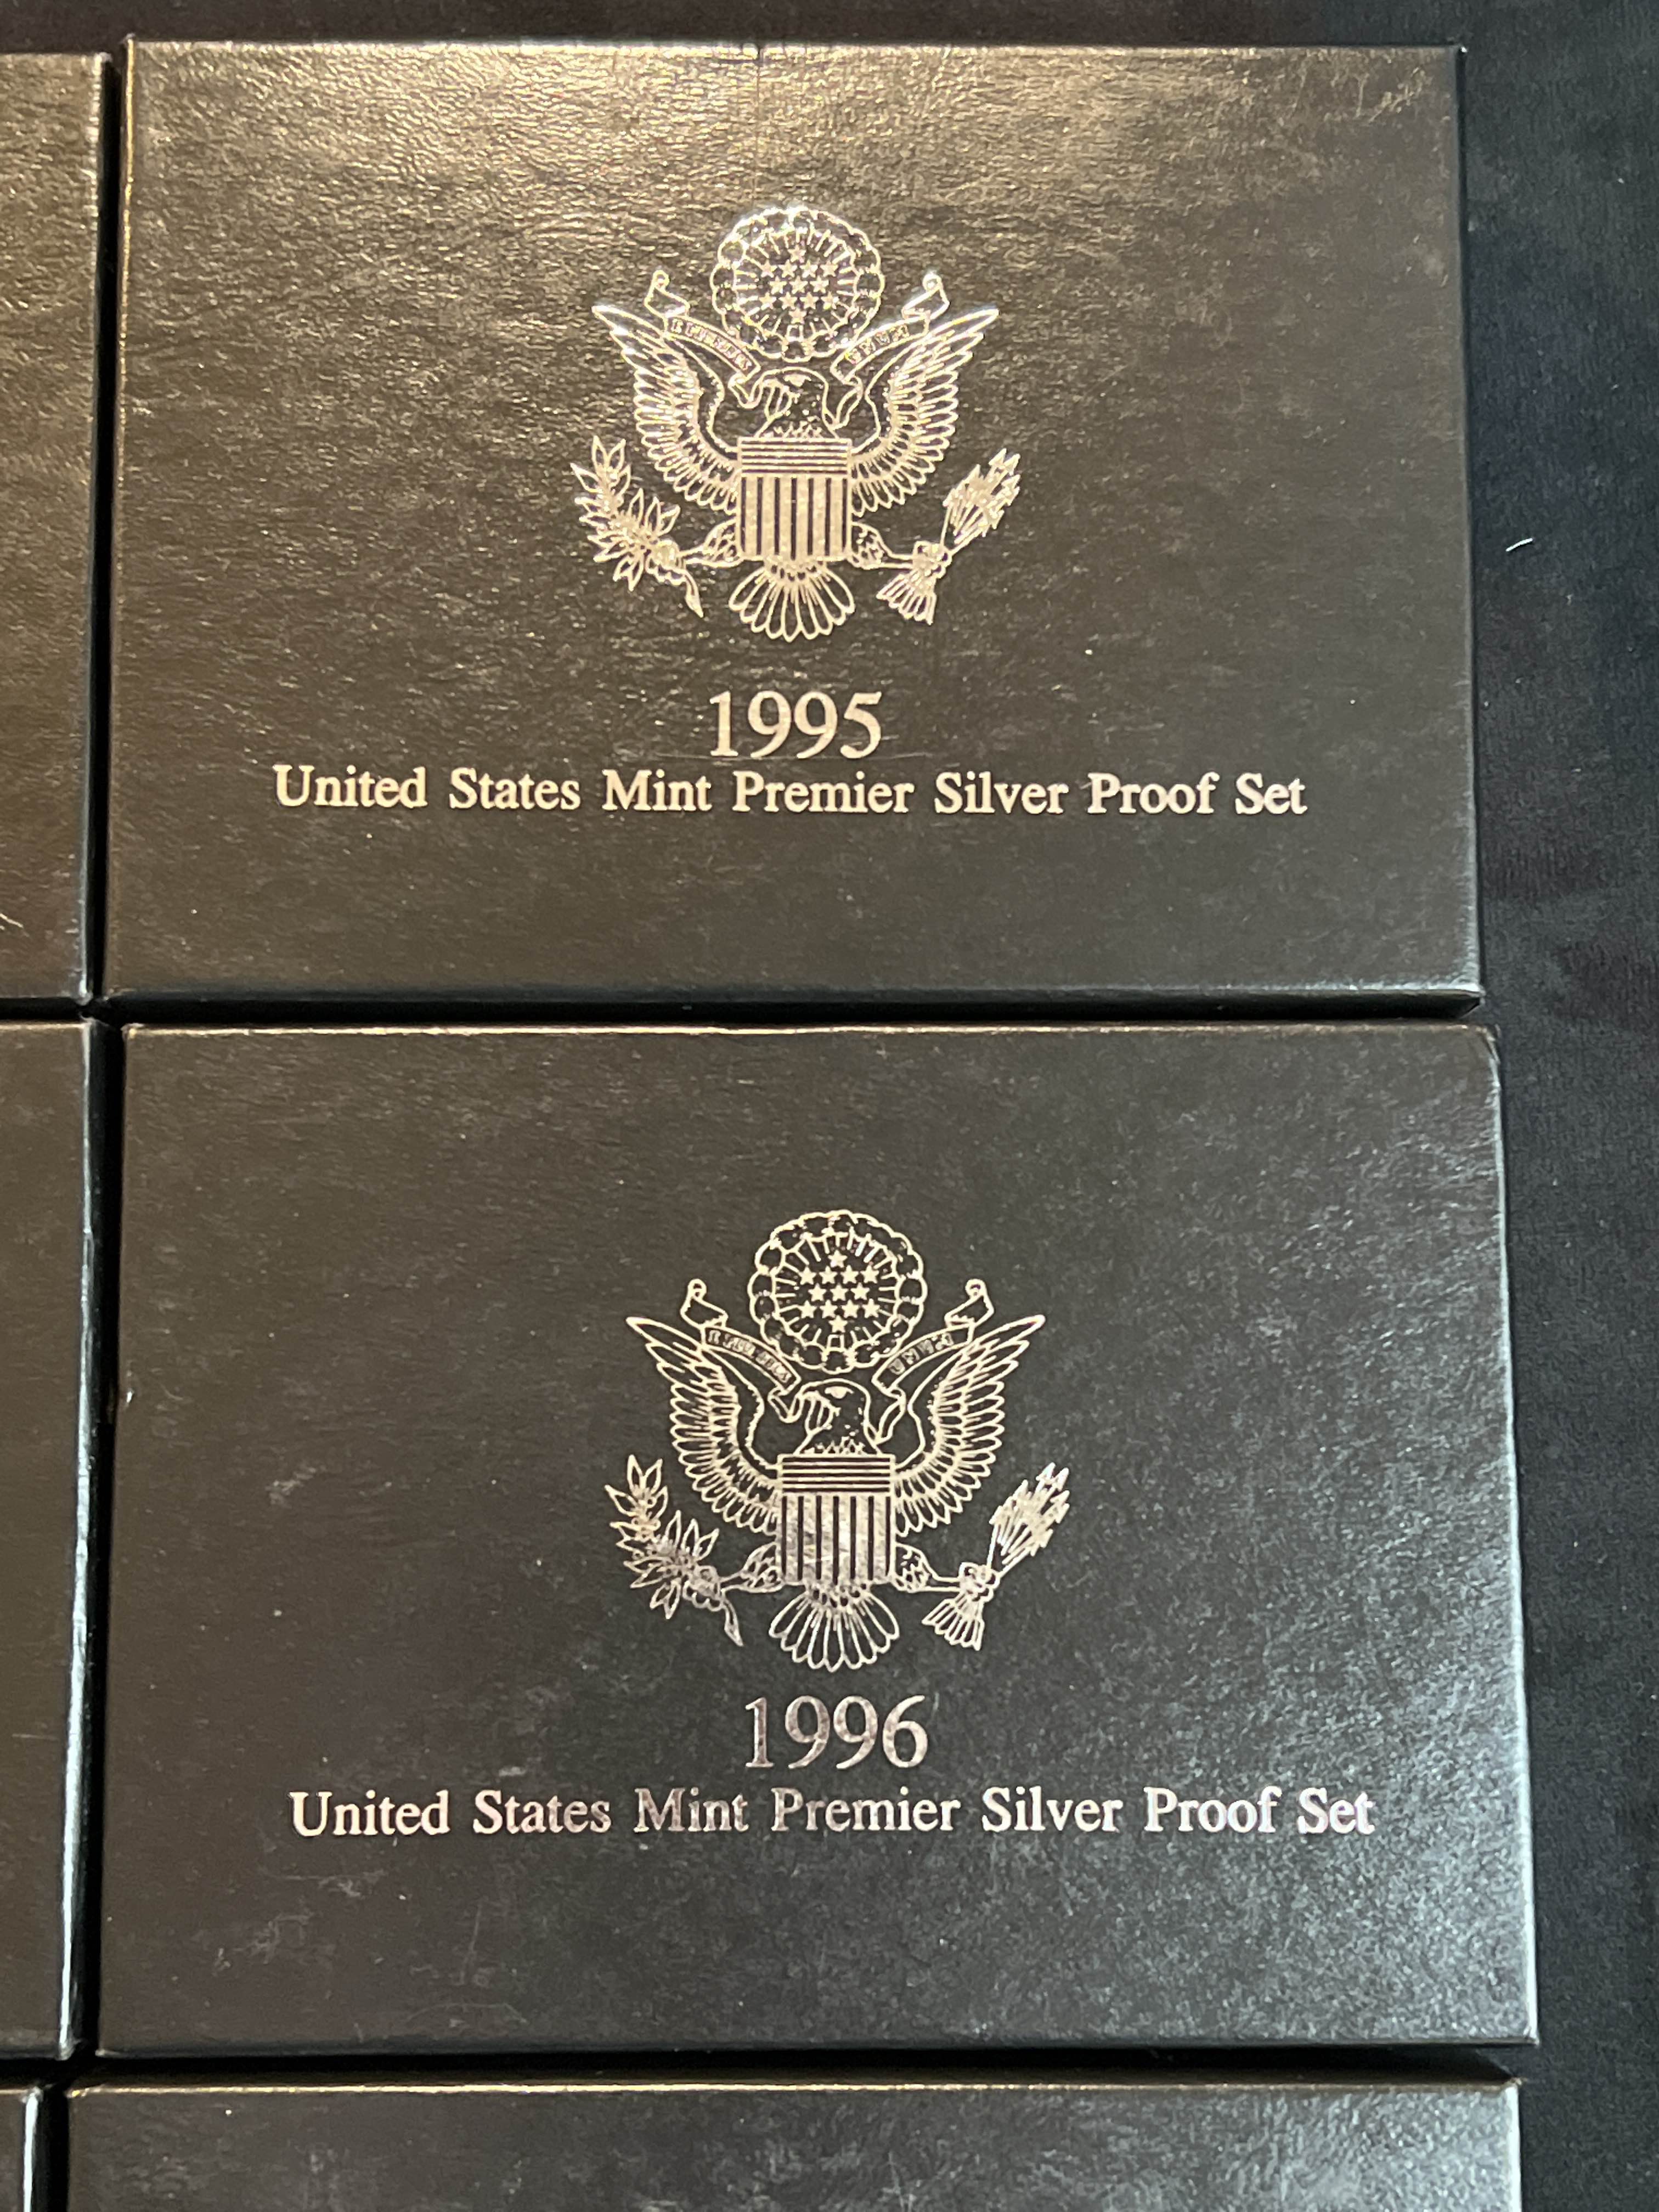 1995
United States Mint Premier Silver Proof Set
1996
United States Mint Premier Silver Proof Set